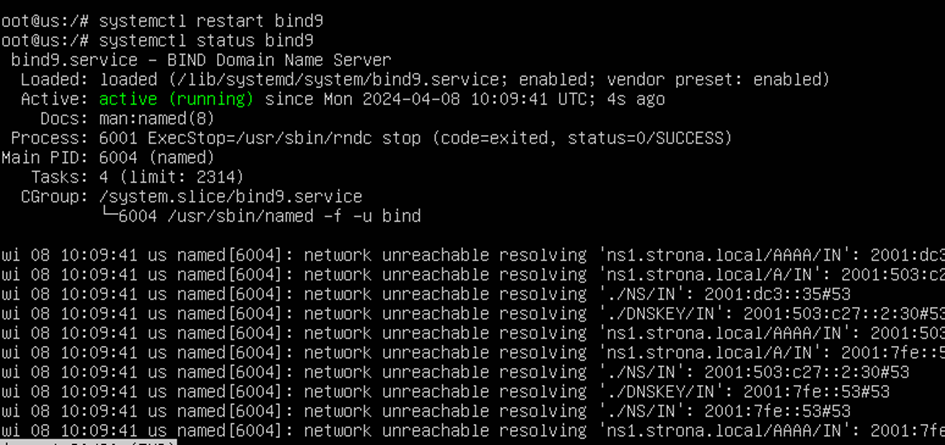 oot@us:/# systemctl restart bind9
oot@us:/# systemctl status bind9
bind9.service – BIND Domain Name Server
Loaded: loaded (/lib/systemd/system/bind9.service; enabled; vendor preset: enabled)
Active: active (running) since Mon 2024-04-08 10:09:41 UTC; 4s ago
Docs: man:named(8)
Process: 6001 ExecStop=/usr/sbin/rndc stop (code=exited, status=0/SUCCESS)
Main PID: 6004 (named)
Tasks: 4 (limit: 2314)
CGroup: /system.slice/bind9.service
└─6004 /usr/sbin/named -f -u bind
wi 08 10:09:41 us named[6004]: network unreachable resolving 'ns1.strona.local/AAAA/IN': 2001:dc3
wi 08 10:09:41 us named[6004]: network unreachable resolving 'ns1.strona.local/A/IN': 2001:503:c2
wi 08 10:09:41 us named[6004]: network unreachable resolving './NS/IN': 2001:dc3::35#53
wi 08 10:09:41 us named[6004]: network unreachable resolving './DNSKEY/IN': 2001:503:c27::2:30#53
wi 08 10:09:41 us named[6004]: network unreachable resolving 'ns1.strona.local/AAAA/IN': 2001:503
wi 08 10:09:41 us named[6004]: network unreachable resolving 'ns1.strona.local/A/IN': 2001:7fe::5
wi 08 10:09:41 us named[6004]: network unreachable resolving './NS/IN': 2001:503:c27::2:30#53
wi 08 10:09:41 us named[6004]: network unreachable resolving './DNSKEY/IN': 2001:7fe::53#53
wi 08 10:09:41 us named[6004]: network unreachable resolving './NS/IN': 2001:7fe::53#53
wi 08 10:09:41 us named[6004]: network unreachable resolving 'ns1.strona.local/AAAA/IN': 2001:7f